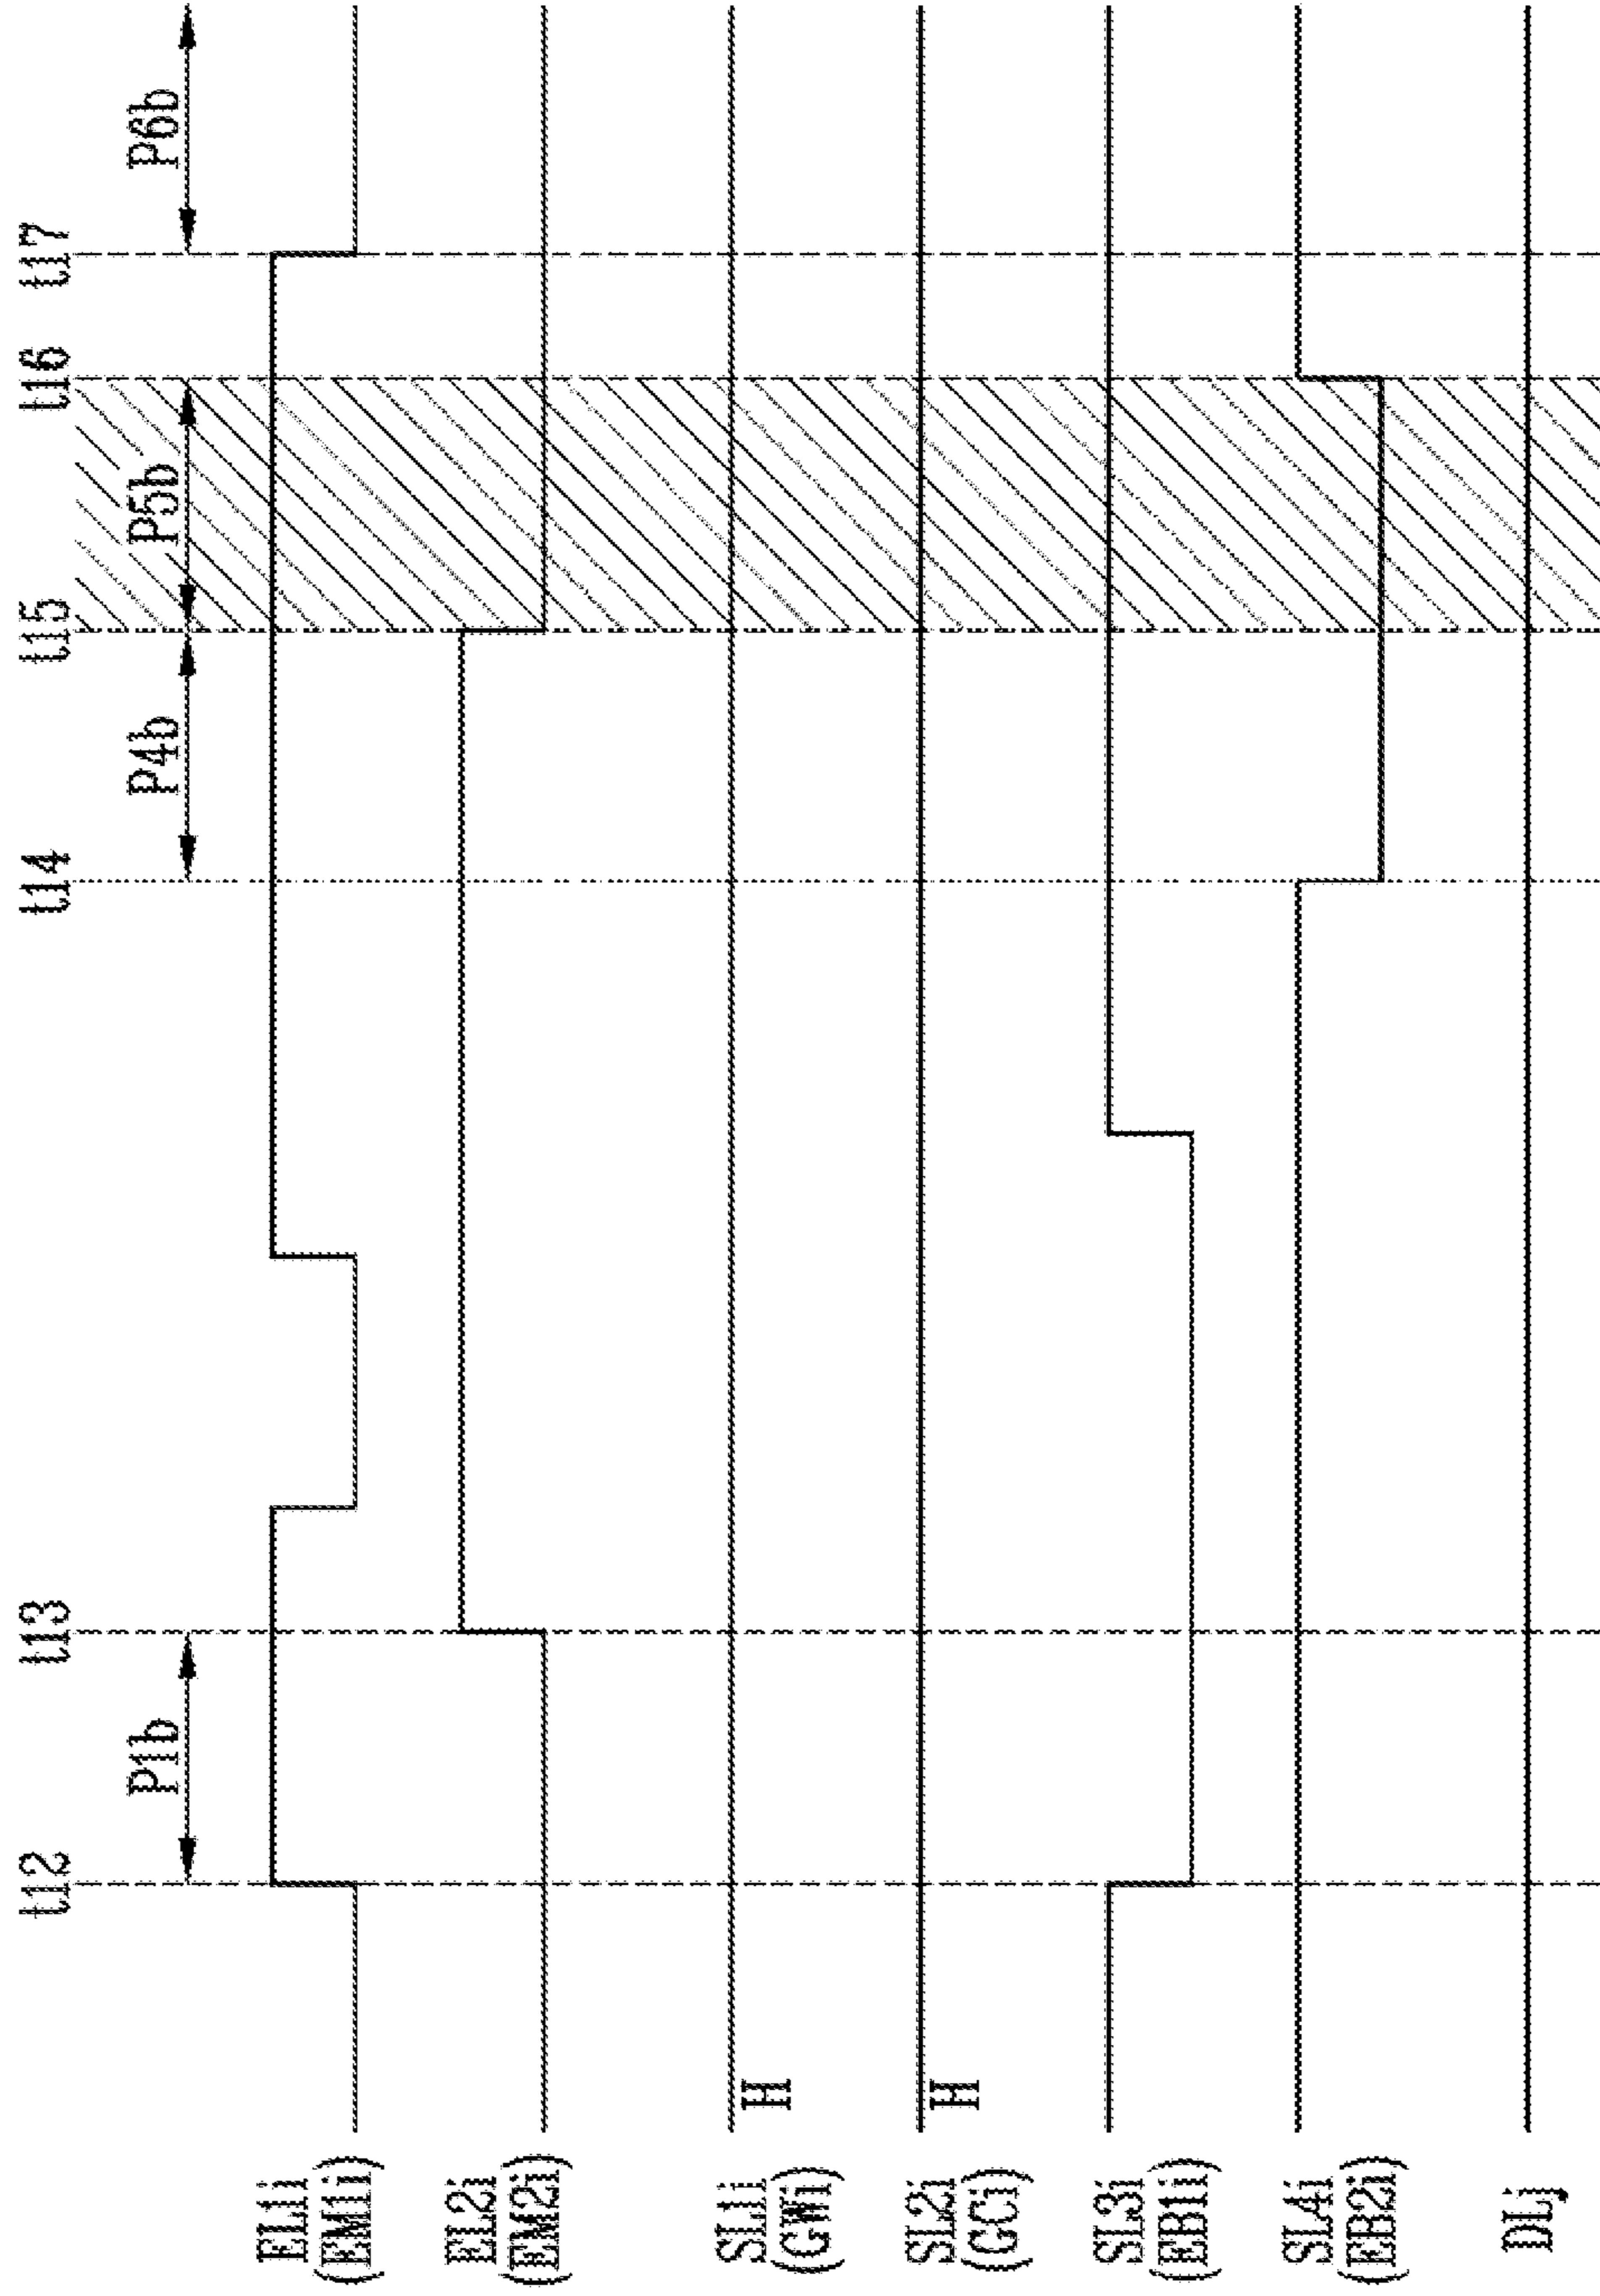 t12
t13
t14
t15
t16
t17
P1b
P4b
P5b
P6b
EL1i
(EM1i)
EL2i
(EM2i)
SL1i
(GWi)
H
SL2i
(GCi)
H
SL3i
(EB1i)
SL4i
(EB2i)
DLj